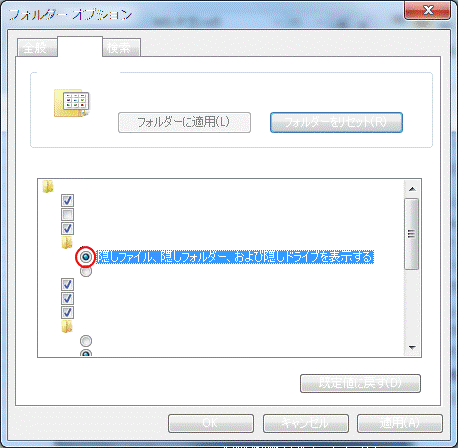 フォルダー オプション
全般
検索
フォルダーに適用(L)
フォルダーをリセット(R)
隠しファイル、隠しフォルダー、および隠しドライブを表示する
既定値に戻す(D)
OK
キャンセル
適用(A)